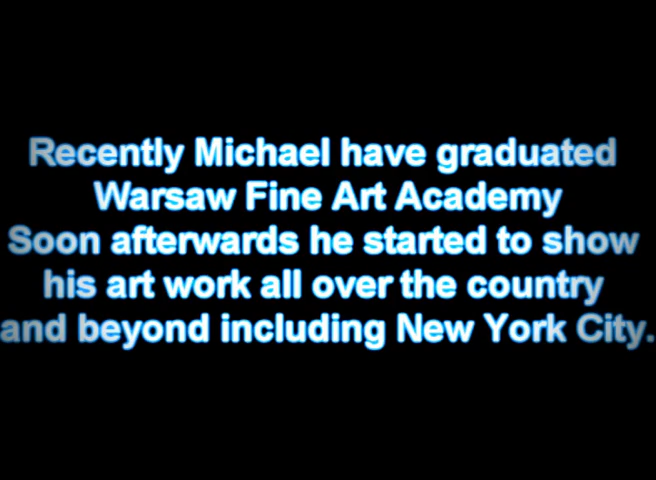 Recently Michael have graduated
Warsaw Fine Art Academy
Soon afterwards he started to show
his art work all over the country
and beyond including New York City.